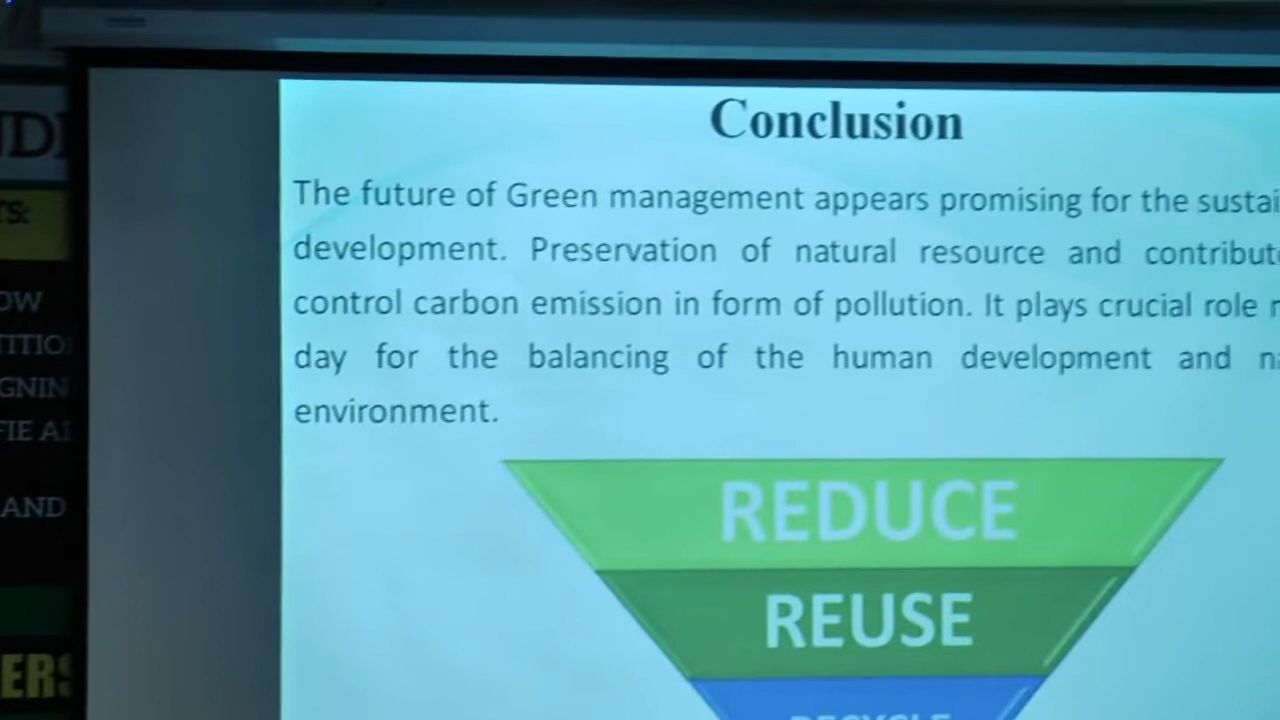 Conclusion
The future of Green management appears promising for the
development. Preservation of natural resource and
control carbon emission in form of pollution. It plays crucial role
day for the balancing of the human development and
environment.
REDUCE
REUSE
RECYCLE
AND